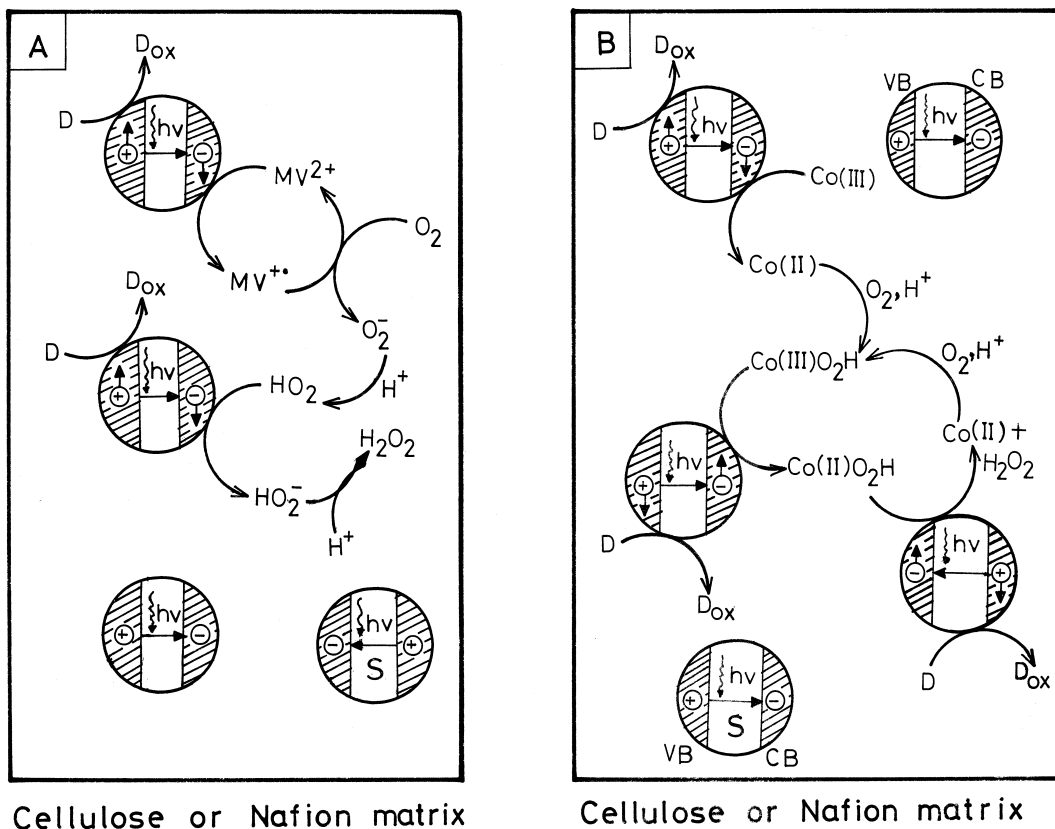 A
Dox
D
hν
+
−
MV2+
O2
MV+•
Dox
O2−
D
hν
+
−
HO2
H+
H2O2
HO2−
H+
hν
+
−
hν
−
+
S
Cellulose or Nafion matrix
B
Dox
VB
CB
D
hν
+
−
hν
+
−
Co(III)
Co(II)
O2,H+
Co(III)O2H
O2,H+
Co(II)+
H2O2
hν
+
−
Co(II)O2H
D
Dox
hν
−
+
D
Dox
hν
+
−
S
VB
CB
Cellulose or Nafion matrix